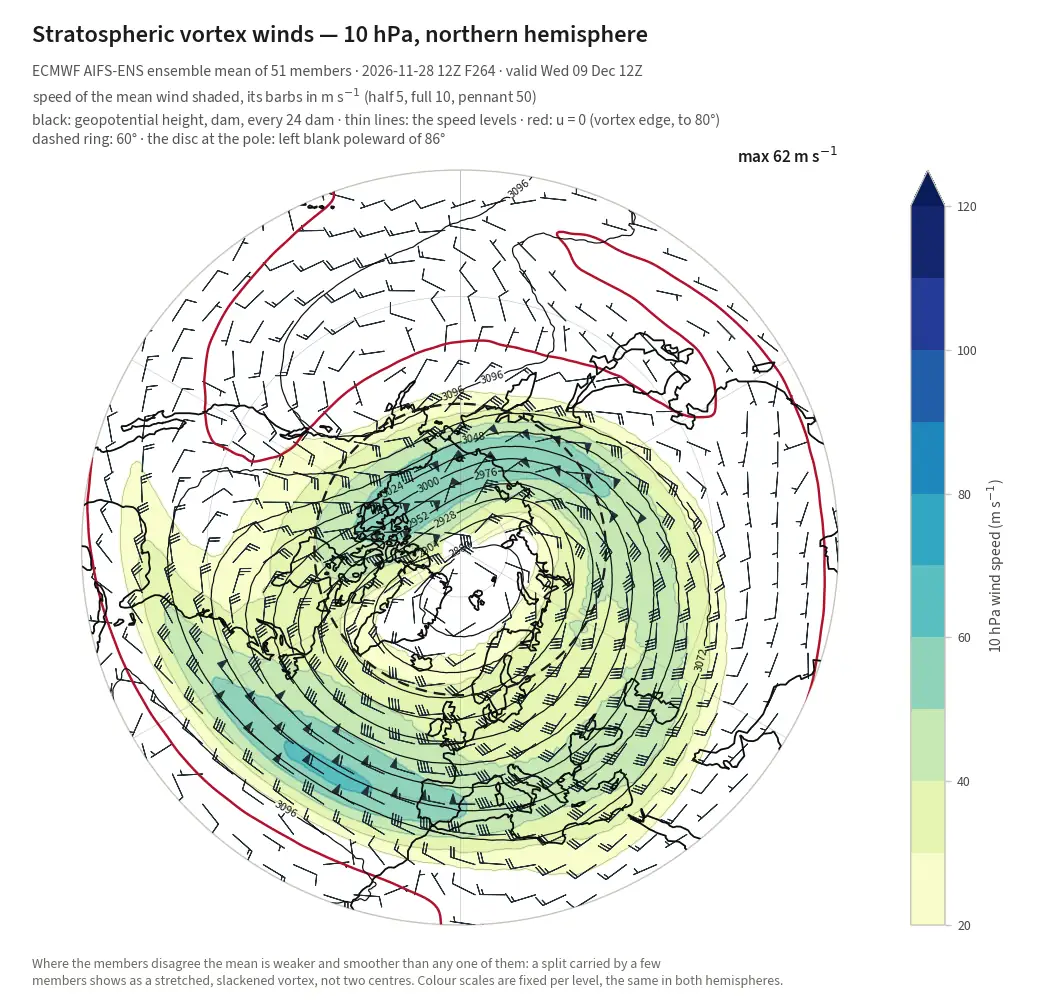 Stratospheric vortex winds — 10 hPa, northern hemisphere
ECMWF AIFS-ENS ensemble mean of 51 members · 2026-11-28 12Z F264 · valid Wed 09 Dec 12Z
speed of the mean wind shaded, its barbs in m s⁻¹ (half 5, full 10, pennant 50)
black: geopotential height, dam, every 24 dam · thin lines: the speed levels · red: u = 0 (vortex edge, to 80°)
dashed ring: 60° · the disc at the pole: left blank poleward of 86°
max 62 m s⁻¹
3096
120
100
80
60
40
20
10 hPa wind speed (m s⁻¹)
3096
3096
3048
2976
3000
3024
2952
2928
3072
3096
Where the members disagree the mean is weaker and smoother than any one of them: a split carried by a few
members shows as a stretched, slackened vortex, not two centres. Colour scales are fixed per level, the same in both hemispheres.